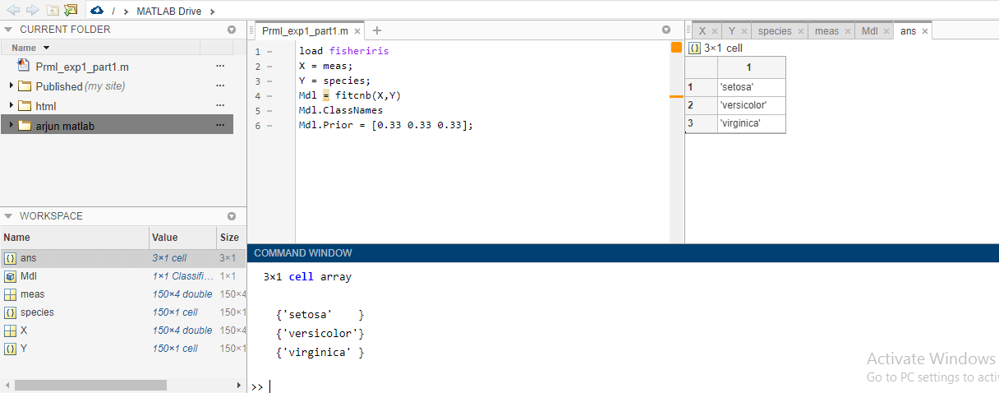 / > MATLAB Drive >
CURRENT FOLDER
Name
Prml_exp1_part1.m ...
Published (my site) ...
html ...
arjun matlab ...
WORKSPACE
Name Value Size
ans 3×1 cell 3×1
Mdl 1×1 Classifi... 1×1
meas 150×4 double 150×4
species 150×1 cell 150×1
X 150×4 double 150×4
Y 150×1 cell 150×1
Prml_exp1_part1.m × +
1 – load fisheriris
2 – X = meas;
3 – Y = species;
4 – Mdl = fitcnb(X,Y)
5 – Mdl.ClassNames
6 – Mdl.Prior = [0.33 0.33 0.33];
X × Y × species × meas × Mdl × ans ×
{} 3×1 cell
1
1 'setosa'
2 'versicolor'
3 'virginica'
COMMAND WINDOW
3×1 cell array
{'setosa'    }
{'versicolor'}
{'virginica' }
>>
Activate Windows
Go to PC settings to acti